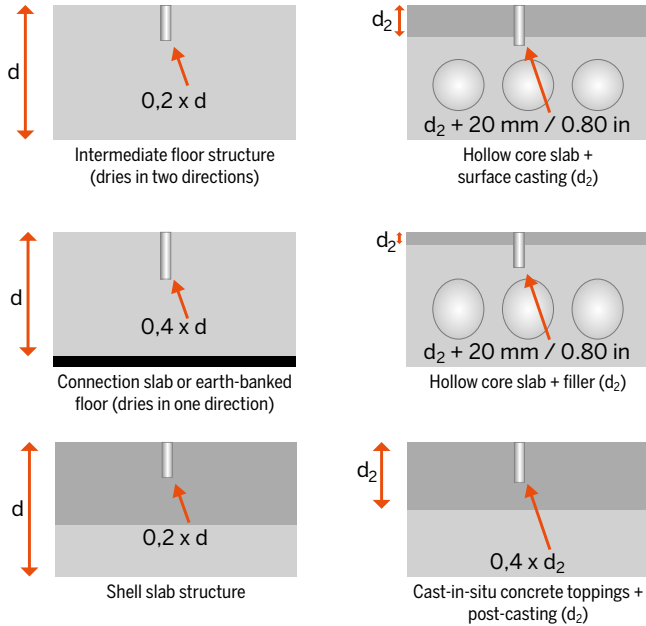 d
0,2 x d
Intermediate floor structure
(dries in two directions)
d₂
d₂ + 20 mm / 0.80 in
Hollow core slab +
surface casting (d₂)
d
0,4 x d
Connection slab or earth-banked
floor (dries in one direction)
d₂
d₂ + 20 mm / 0.80 in
Hollow core slab + filler (d₂)
d
0,2 x d
Shell slab structure
d₂
0,4 x d₂
Cast-in-situ concrete toppings +
post-casting (d₂)